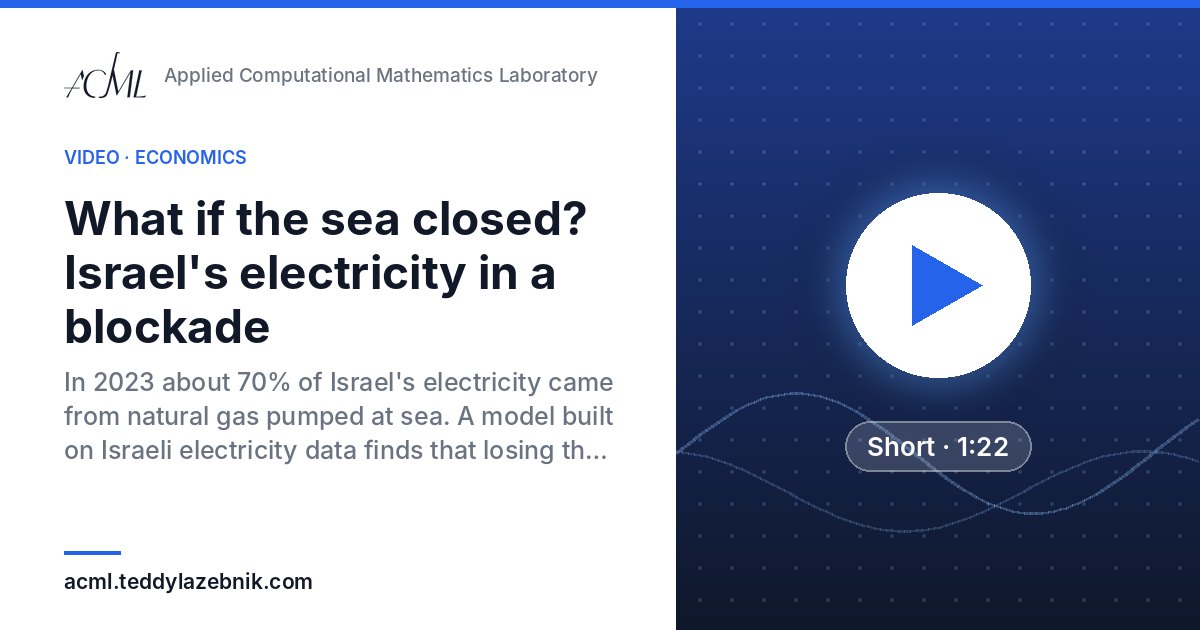 ACML Applied Computational Mathematics Laboratory
VIDEO · ECONOMICS
What if the sea closed?
Israel's electricity in a
blockade
In 2023 about 70% of Israel's electricity came
from natural gas pumped at sea. A model built
on Israeli electricity data finds that losing th...
Short · 1:22
acml.teddylazebnik.com